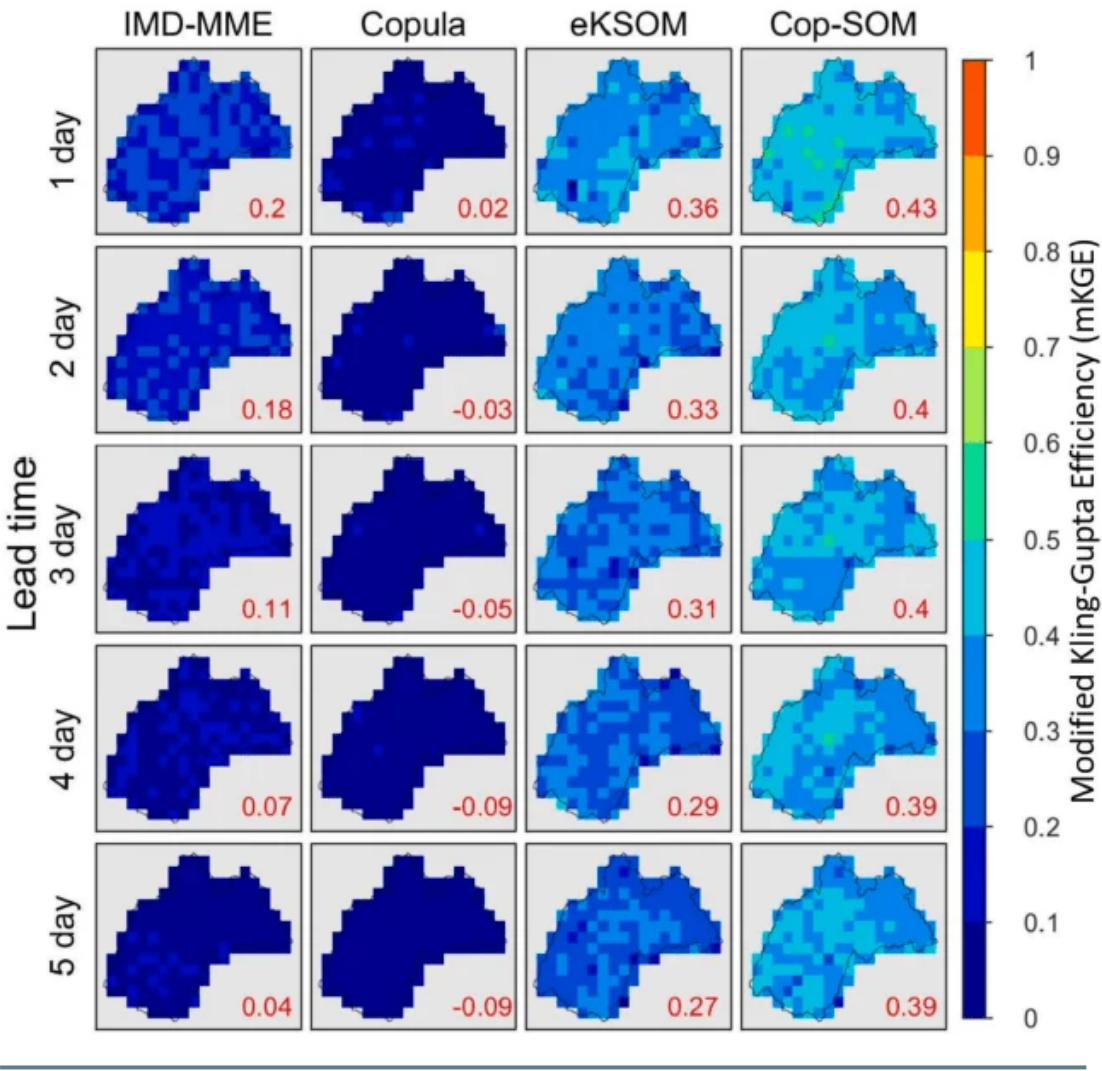 IMD-MME Copula eKSOM Cop-SOM
Lead time
1 day
0.2 0.02 0.36 0.43
2 day
0.18 -0.03 0.33 0.4
3 day
0.11 -0.05 0.31 0.4
4 day
0.07 -0.09 0.29 0.39
5 day
0.04 -0.09 0.27 0.39
1
0.9
0.8
0.7
0.6
0.5
0.4
0.3
0.2
0.1
0
Modified Kling-Gupta Efficiency (mKGE)